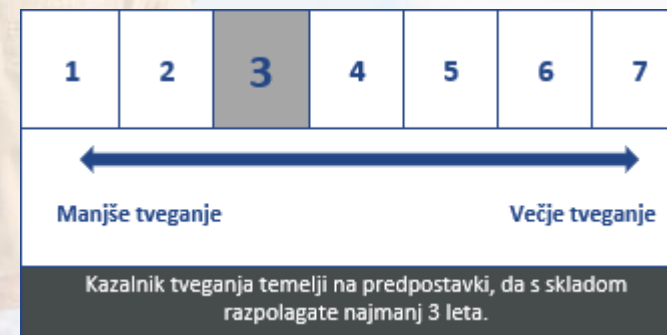 1 2 3 4 5 6 7
Manjše tveganje Večje tveganje
Kazalnik tveganja temelji na predpostavki, da s skladom
razpolagate najmanj 3 leta.